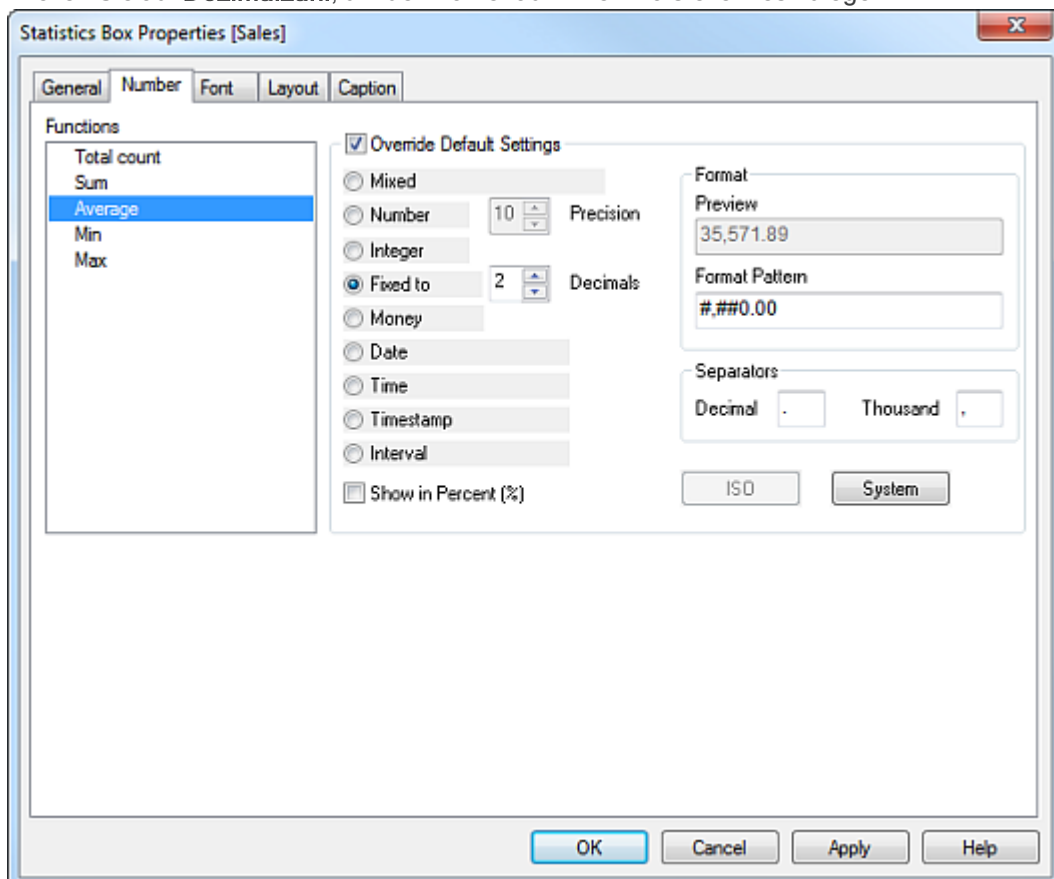 Dezimalzahl,
Statistics Box Properties [Sales]
General Number Font Layout Caption
Functions
Total count
Sum
Average
Min
Max
Override Default Settings
Mixed
Number 10 Precision
Integer
Fixed to 2 Decimals
Money
Date
Time
Timestamp
Interval
Show in Percent (%)
Format
Preview
35,571.89
Format Pattern
#,##0.00
Separators
Decimal . Thousand ,
ISO System
OK Cancel Apply Help